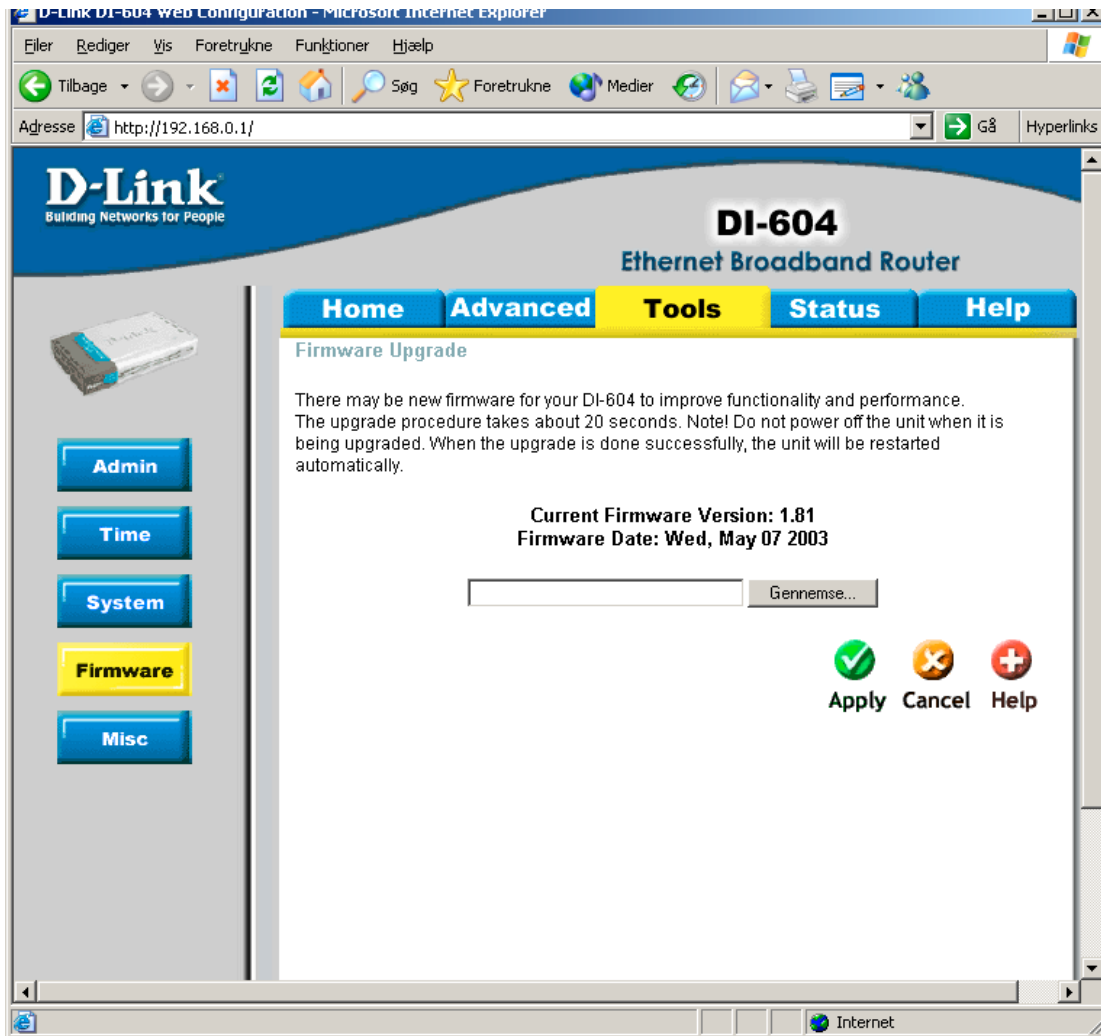 D-Link DI-604 Web Configuration - Microsoft Internet Explorer
Filer Rediger Vis Foretrukne Funktioner Hjælp
Tilbage Søg Foretrukne Medier
Adresse http://192.168.0.1/ Gå Hyperlinks
D-Link
Building Networks for People
DI-604
Ethernet Broadband Router
Home Advanced Tools Status Help
Firmware Upgrade
There may be new firmware for your DI-604 to improve functionality and performance.
The upgrade procedure takes about 20 seconds. Note! Do not power off the unit when it is
being upgraded. When the upgrade is done successfully, the unit will be restarted
automatically.
Current Firmware Version: 1.81
Firmware Date: Wed, May 07 2003
Gennemse...
Apply Cancel Help
Admin
Time
System
Firmware
Misc
Internet